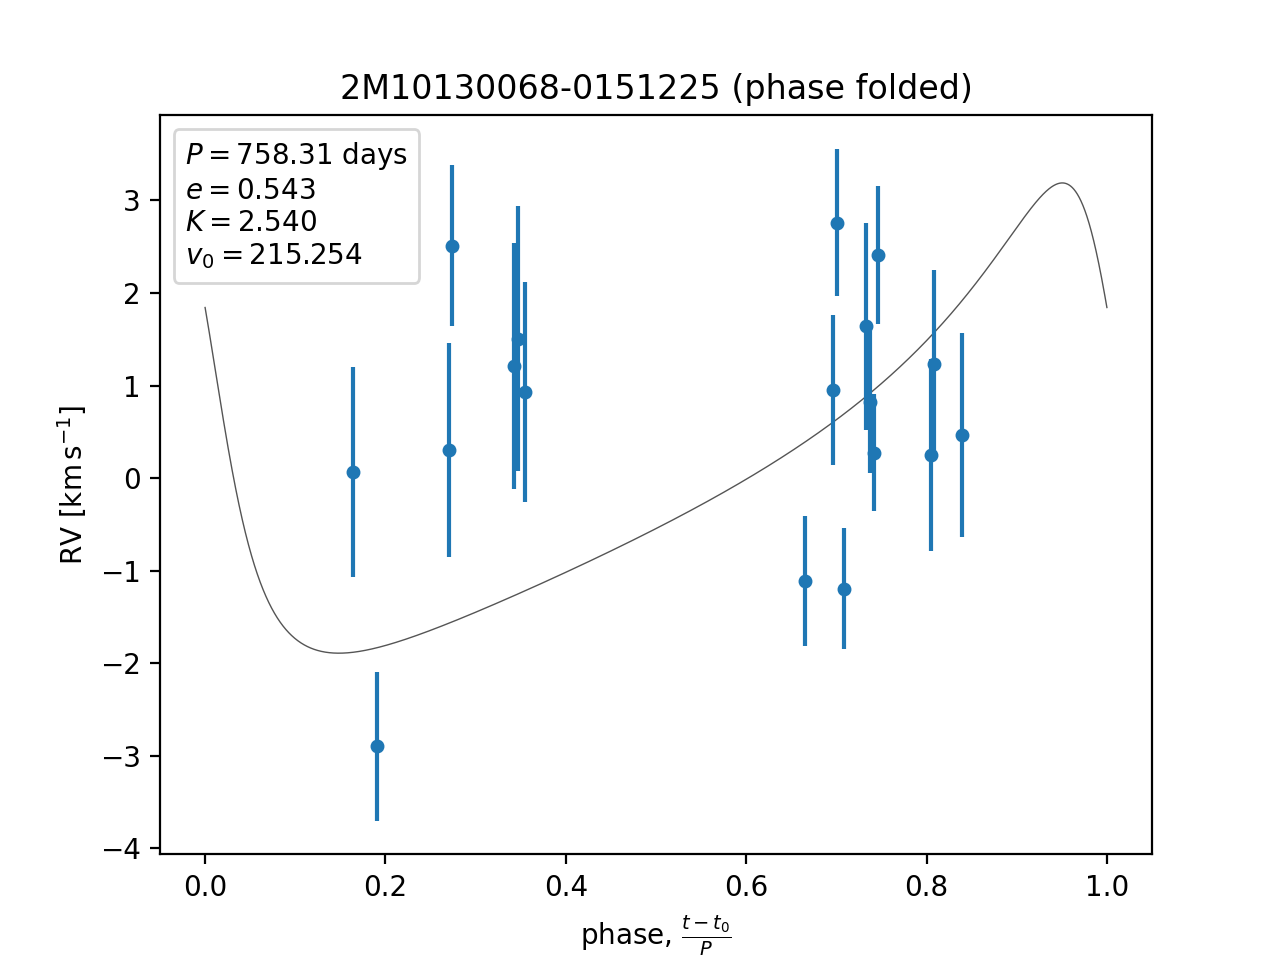 2M10130068-0151225 (phase folded)
P = 758.31 days
e = 0.543
K = 2.540
v₀ = 215.254
3
2
1
0
−1
−2
−3
−4
RV [km s⁻¹]
0.0 0.2 0.4 0.6 0.8 1.0
phase, (t − t₀)/P